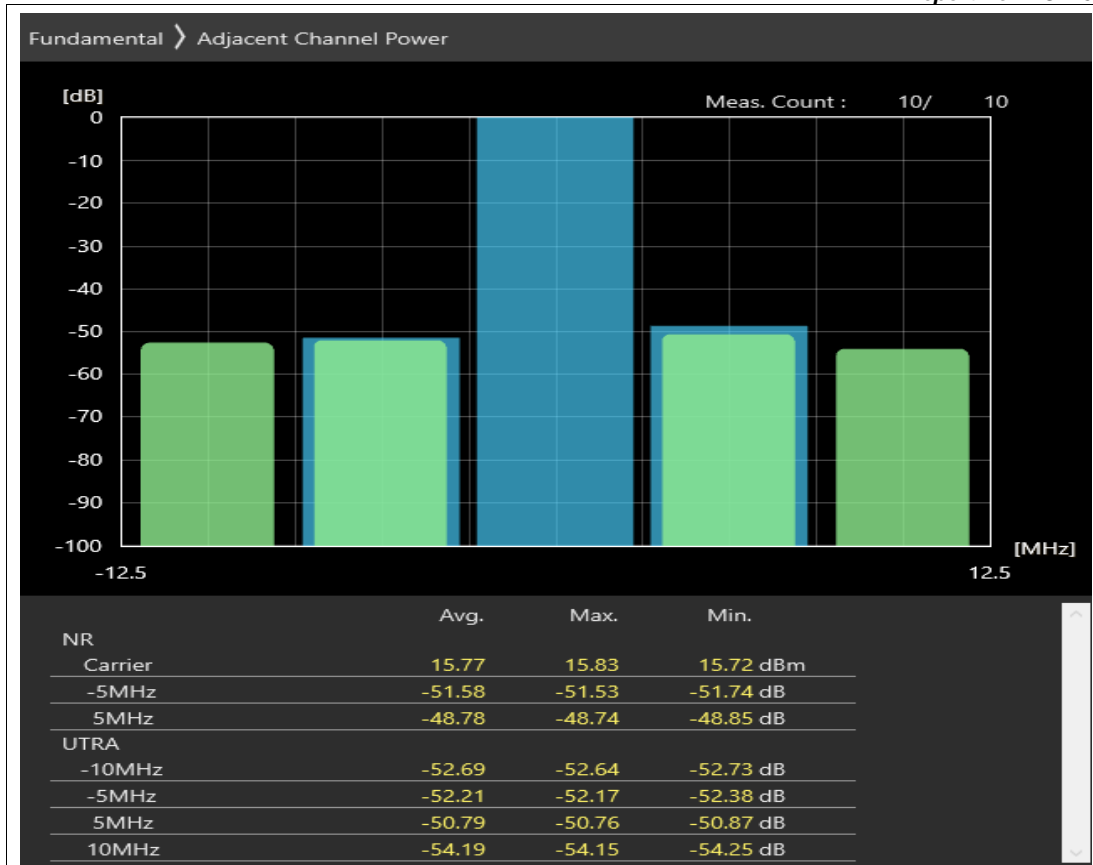 Fundamental ❭ Adjacent Channel Power
[dB]
Meas. Count : 10/ 10
0
-10
-20
-30
-40
-50
-60
-70
-80
-90
-100
[MHz]
-12.5 12.5
Avg. Max. Min.
NR
Carrier 15.77 15.83 15.72 dBm
-5MHz -51.58 -51.53 -51.74 dB
5MHz -48.78 -48.74 -48.85 dB
UTRA
-10MHz -52.69 -52.64 -52.73 dB
-5MHz -52.21 -52.17 -52.38 dB
5MHz -50.79 -50.76 -50.87 dB
10MHz -54.19 -54.15 -54.25 dB